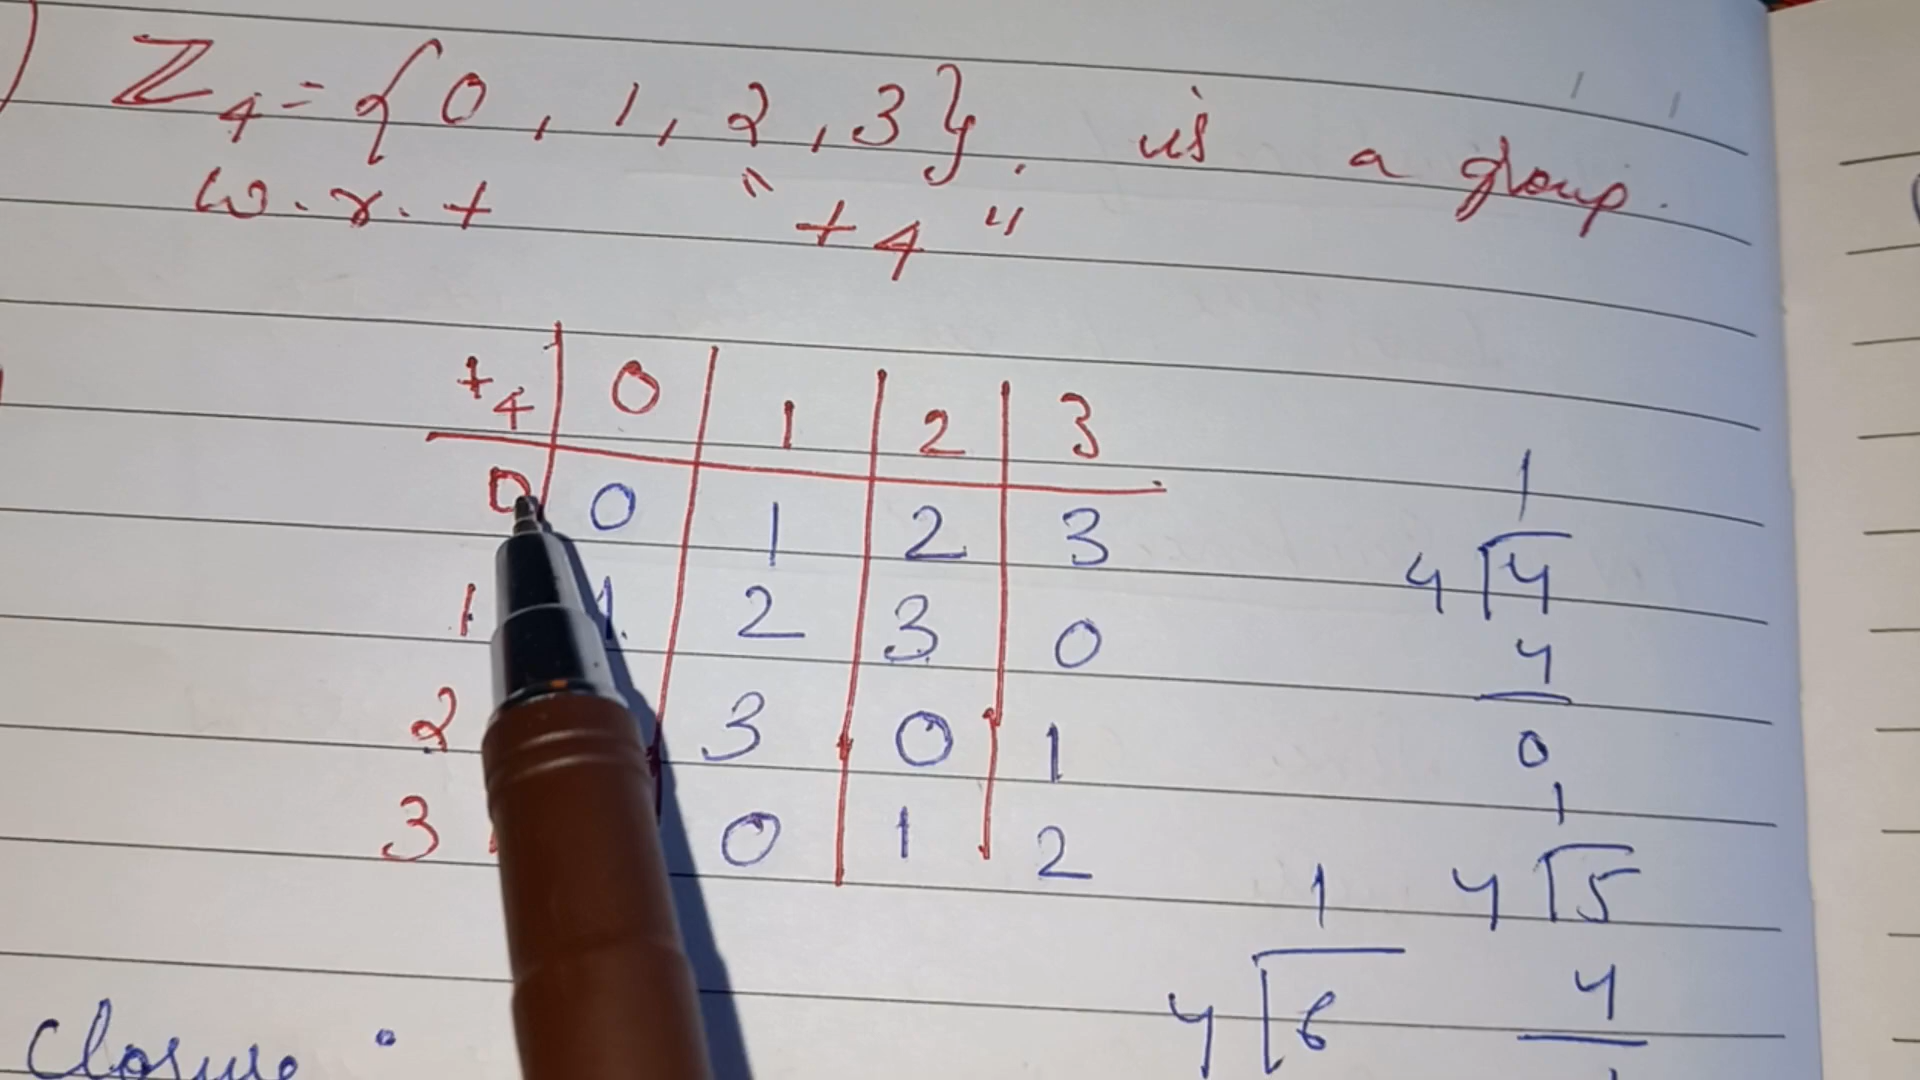 Z₄ = {0, 1, 2, 3}. is a group.
w.r.t " +₄ "
+₄ 0 1 2 3
0 0 1 2 3
1 1 2 3 0
2 3 0 1
3 0 1 2
1
4 4
4
0
1
4 5
4
1
4 6
Closure :